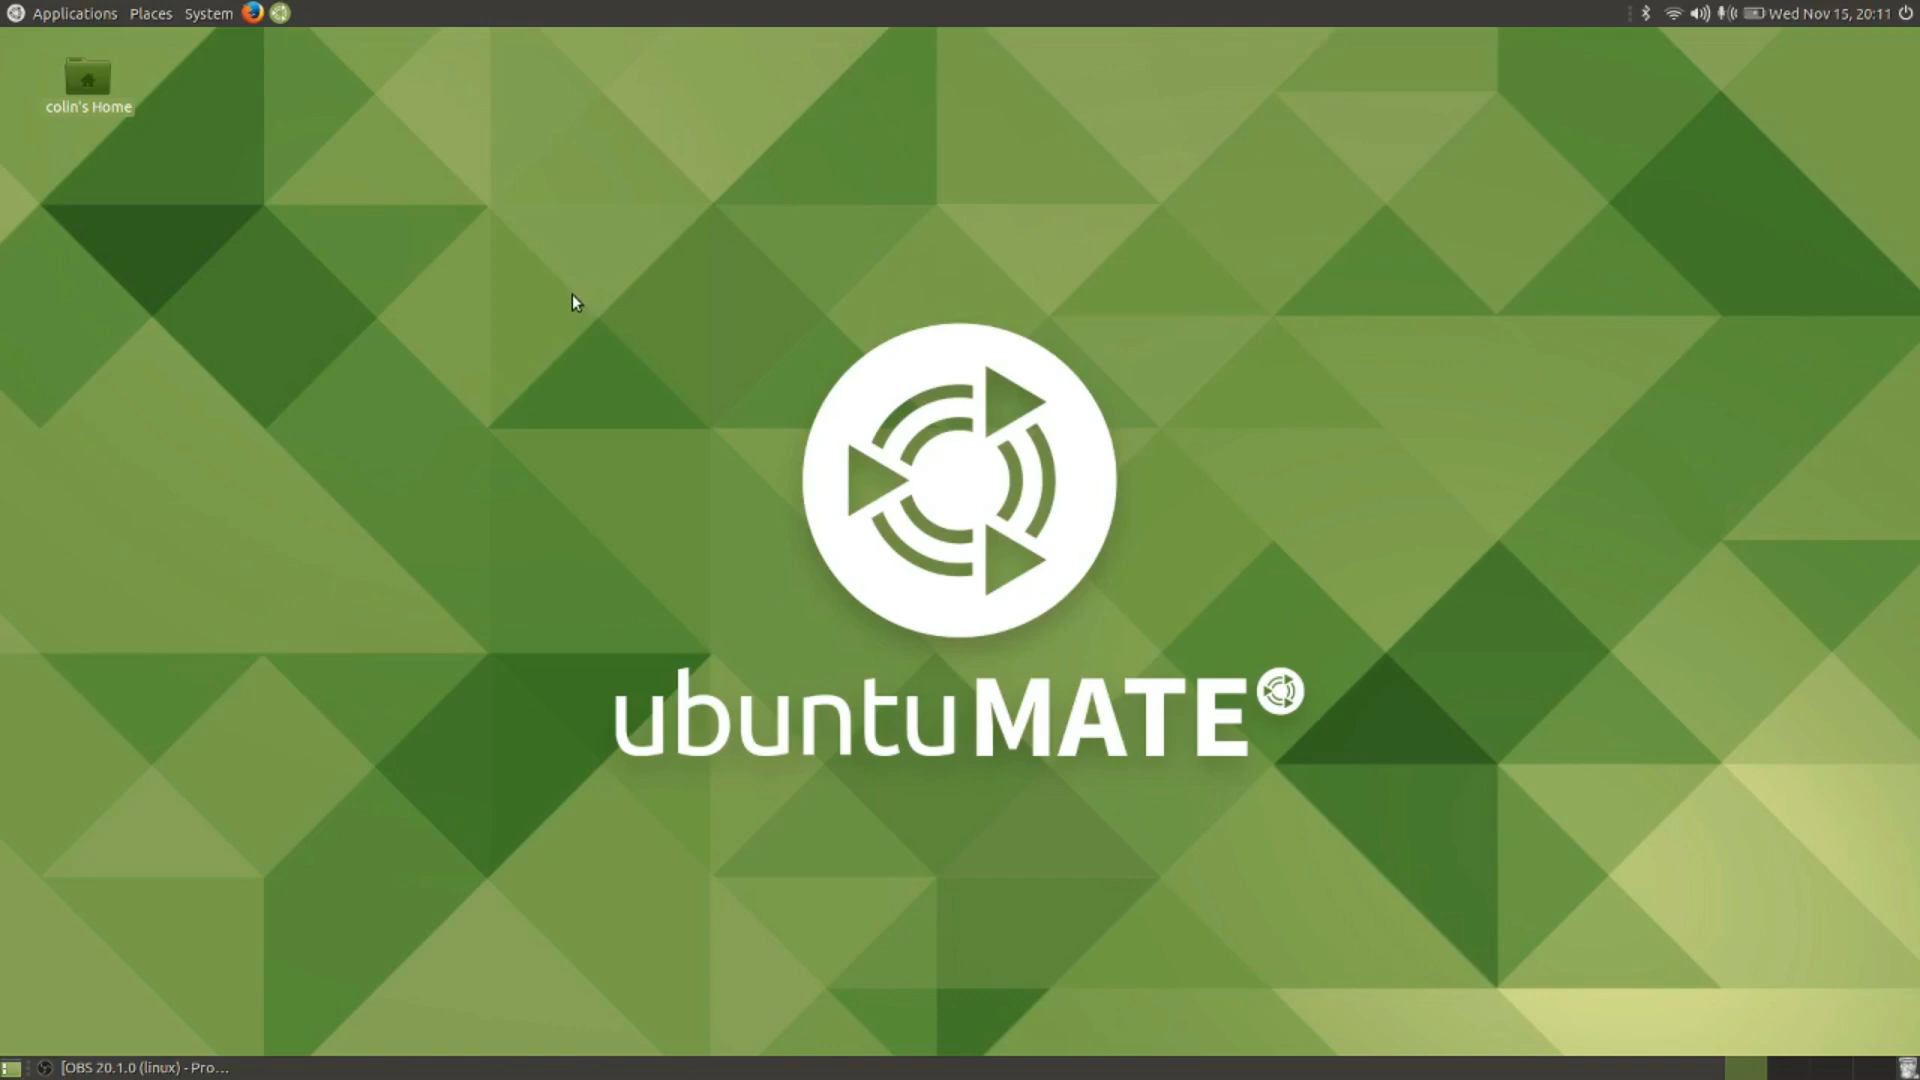 Applications Places System
Wed Nov 15, 20:11
colin's Home
ubuntu MATE
[OBS 20.1.0 (linux) - Pro...